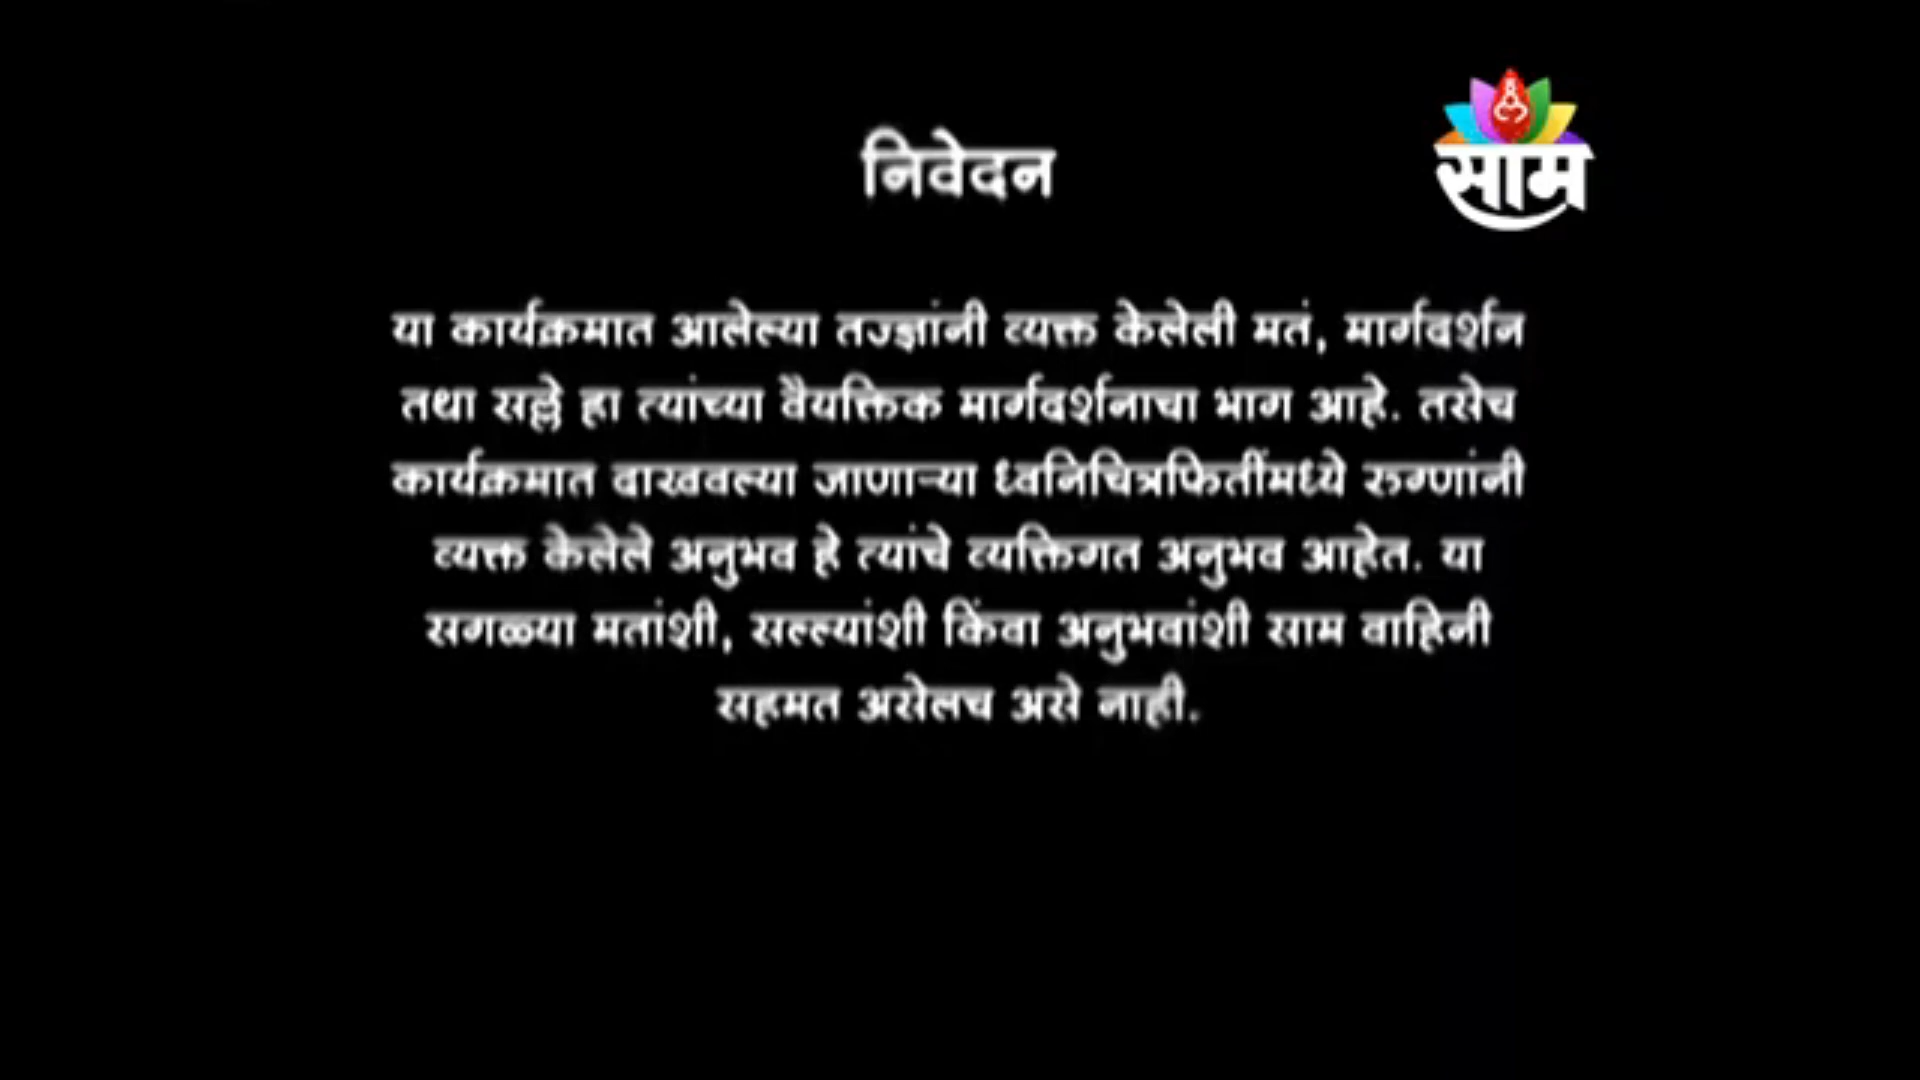 निवेदन
साम
या कार्यक्रमात आलेल्या तज्ज्ञांनी व्यक्त केलेली मतं, मार्गदर्शन
तथा सल्ले हा त्यांच्या वैयक्तिक मार्गदर्शनाचा भाग आहे. तसेच
कार्यक्रमात दाखवल्या जाणाऱ्या ध्वनिचित्रफितींमध्ये रुग्णांनी
व्यक्त केलेले अनुभव हे त्यांचे व्यक्तिगत अनुभव आहेत. या
सगळ्या मतांशी, सल्ल्यांशी किंवा अनुभवांशी साम वाहिनी
सहमत असेलच असे नाही.